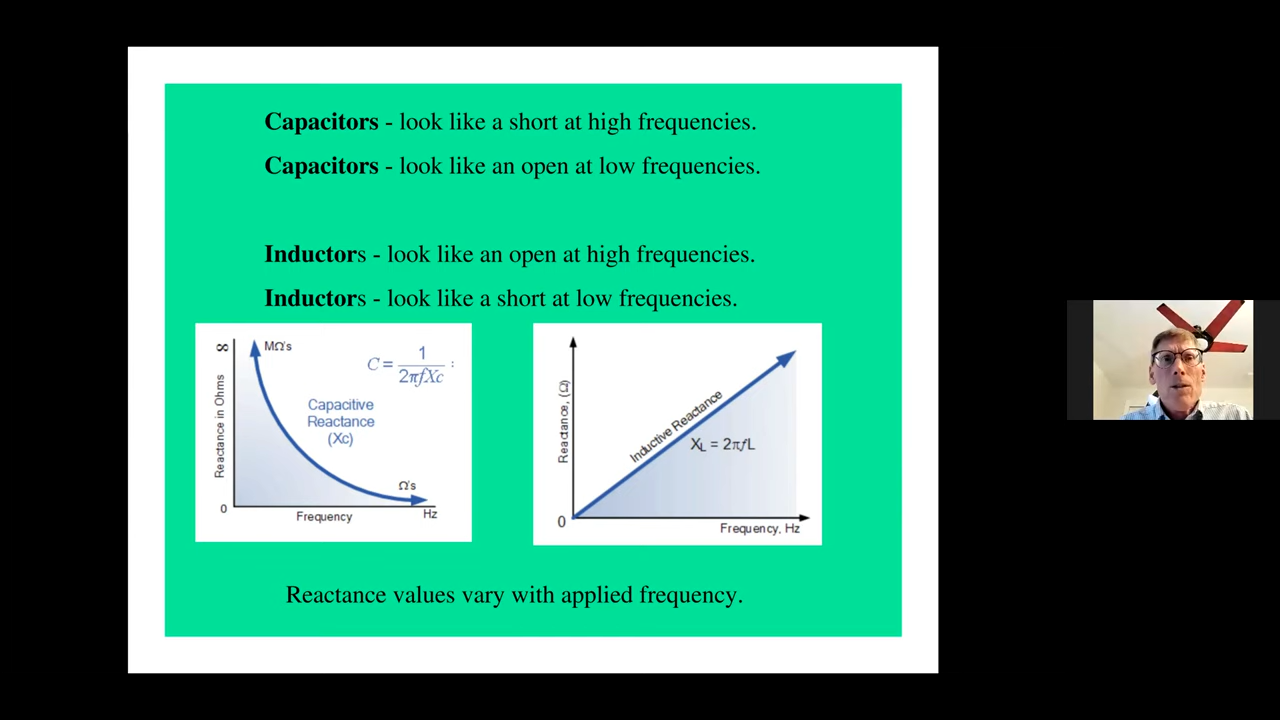 Capacitors - look like a short at high frequencies.
Capacitors - look like an open at low frequencies.
Inductors - look like an open at high frequencies.
Inductors - look like a short at low frequencies.
∞
MΩ's
C = 1/2πfXc :
Reactance in Ohms
Capacitive
Reactance
(Xc)
Ω's
0
Frequency
Hz
Reactance, (Ω)
Inductive Reactance
XL = 2πfL
0
Frequency, Hz
Reactance values vary with applied frequency.